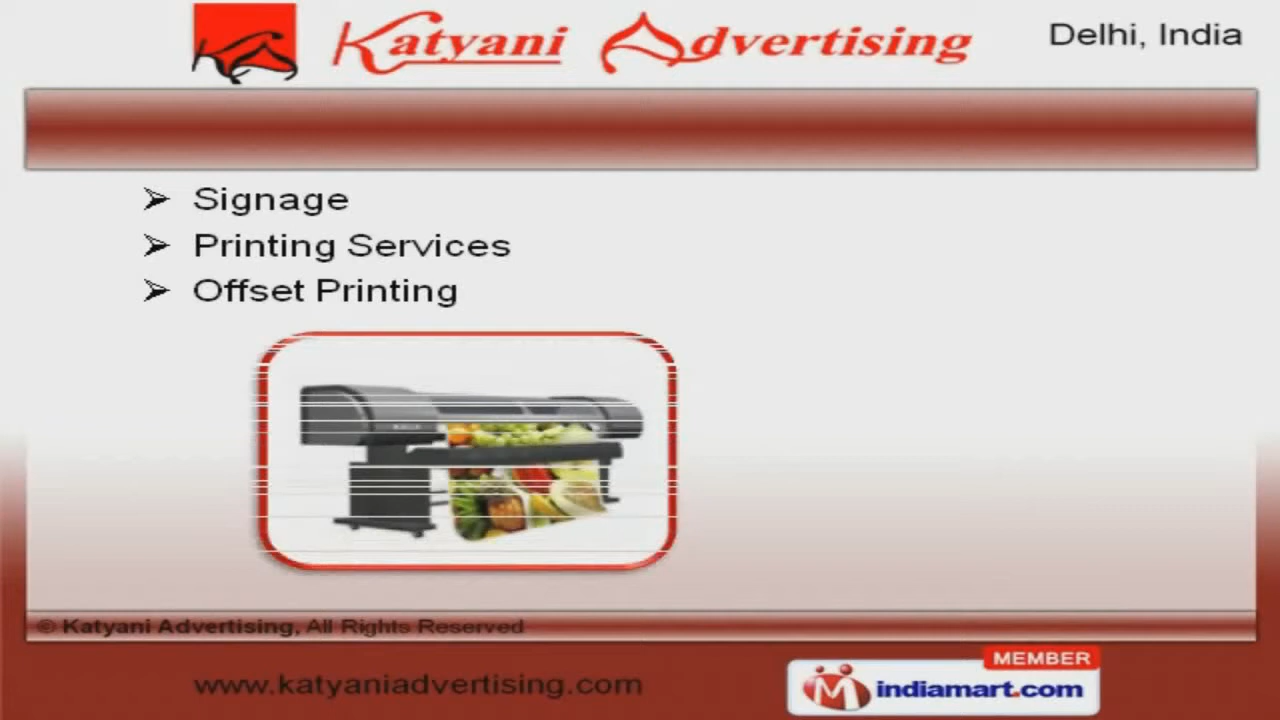 Katyani Advertising
Delhi, India
Signage
Printing Services
Offset Printing
© Katyani Advertising, All Rights Reserved
www.katyaniadvertising.com
MEMBER
indiamart.com